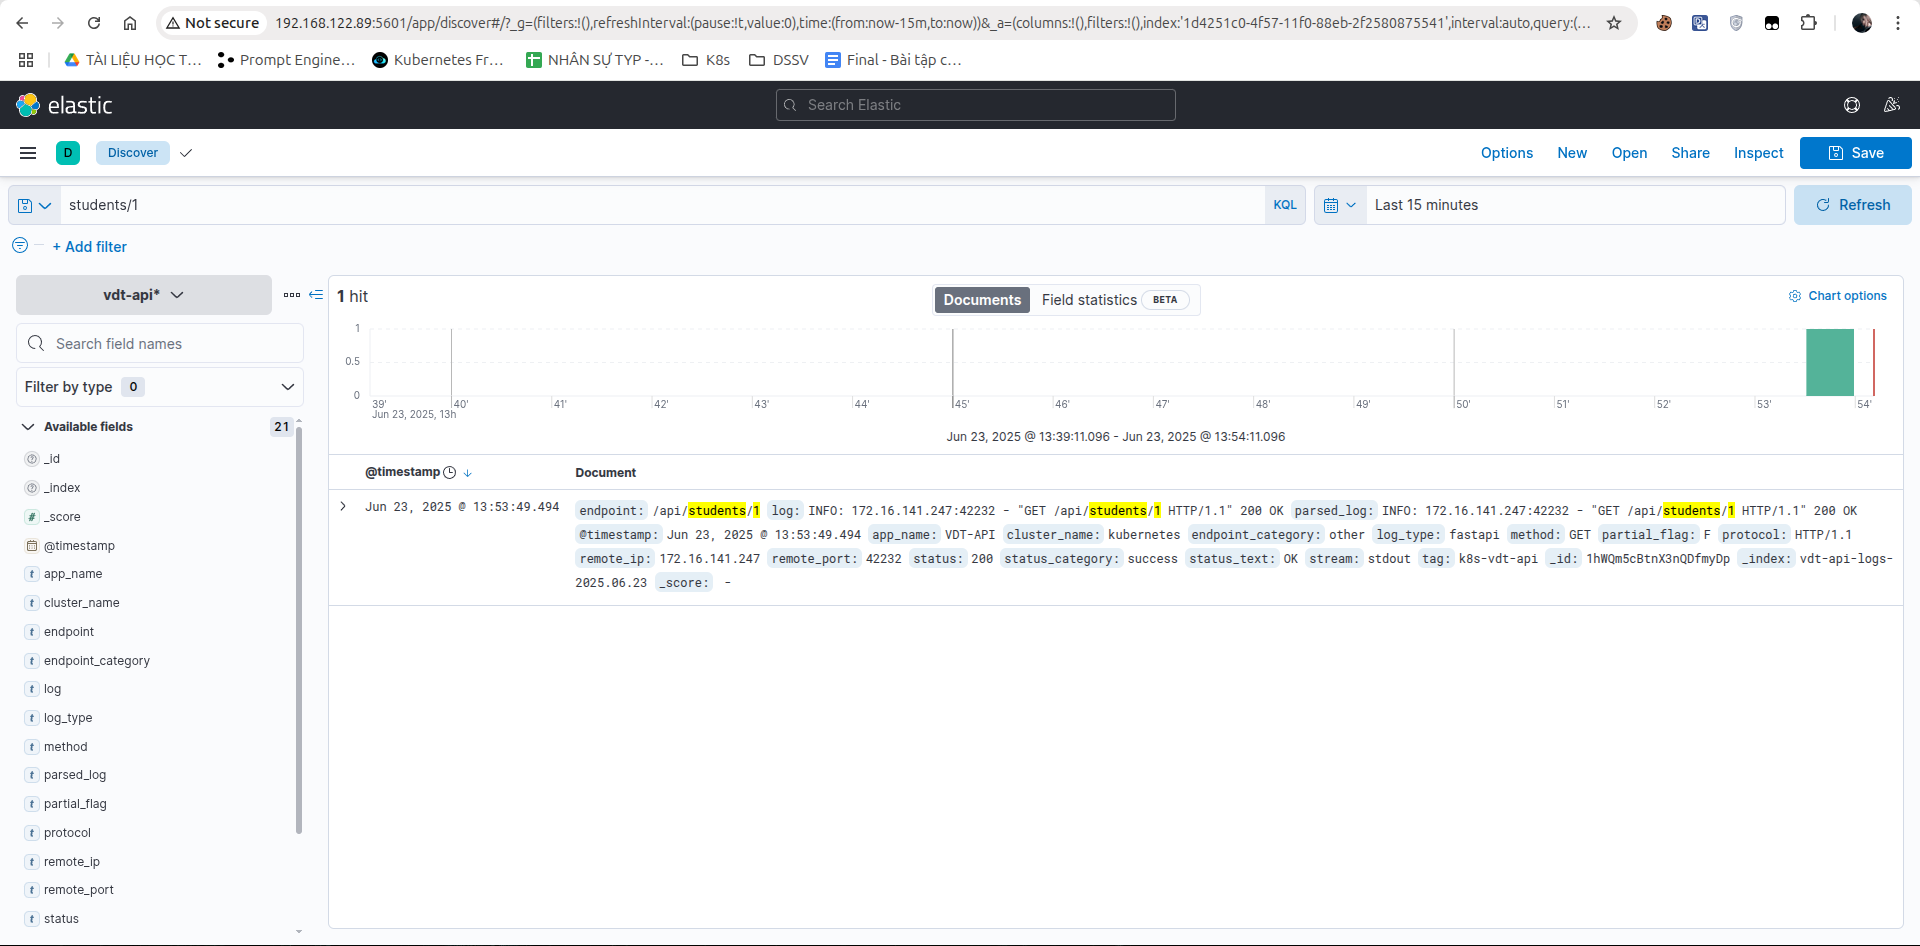 Not secure 192.168.122.89:5601/app/discover#/?_g=(filters:!(),refreshInterval:(pause:!t,value:0),time:(from:now-15m,to:now))&_a=(columns:!(),filters:!(),index:'1d4251c0-4f57-11f0-88eb-2f2580875541',interval:auto,query:(...
TÀI LIỆU HỌC T... Prompt Engine... Kubernetes Fr... NHÂN SỰ TYP -... K8s DSSV Final - Bài tập c...
elastic Search Elastic
D Discover Options New Open Share Inspect Save
students/1 KQL Last 15 minutes Refresh
+ Add filter
vdt-api*
1 hit Documents Field statistics BETA Chart options
Search field names
Filter by type 0
Available fields 21
_id
_index
_score
@timestamp
app_name
cluster_name
endpoint
endpoint_category
log
log_type
method
parsed_log
partial_flag
protocol
remote_ip
remote_port
status
1
0.5
0
39' 40' 41' 42' 43' 44' 45' 46' 47' 48' 49' 50' 51' 52' 53' 54'
Jun 23, 2025, 13h
Jun 23, 2025 @ 13:39:11.096 - Jun 23, 2025 @ 13:54:11.096
@timestamp Document
Jun 23, 2025 @ 13:53:49.494 endpoint: /api/students/1 log: INFO: 172.16.141.247:42232 - "GET /api/students/1 HTTP/1.1" 200 OK parsed_log: INFO: 172.16.141.247:42232 - "GET /api/students/1 HTTP/1.1" 200 OK
@timestamp: Jun 23, 2025 @ 13:53:49.494 app_name: VDT-API cluster_name: kubernetes endpoint_category: other log_type: fastapi method: GET partial_flag: F protocol: HTTP/1.1
remote_ip: 172.16.141.247 remote_port: 42232 status: 200 status_category: success status_text: OK stream: stdout tag: k8s-vdt-api _id: 1hWQm5cBtnX3nQDfmyDp _index: vdt-api-logs-
2025.06.23 _score: -